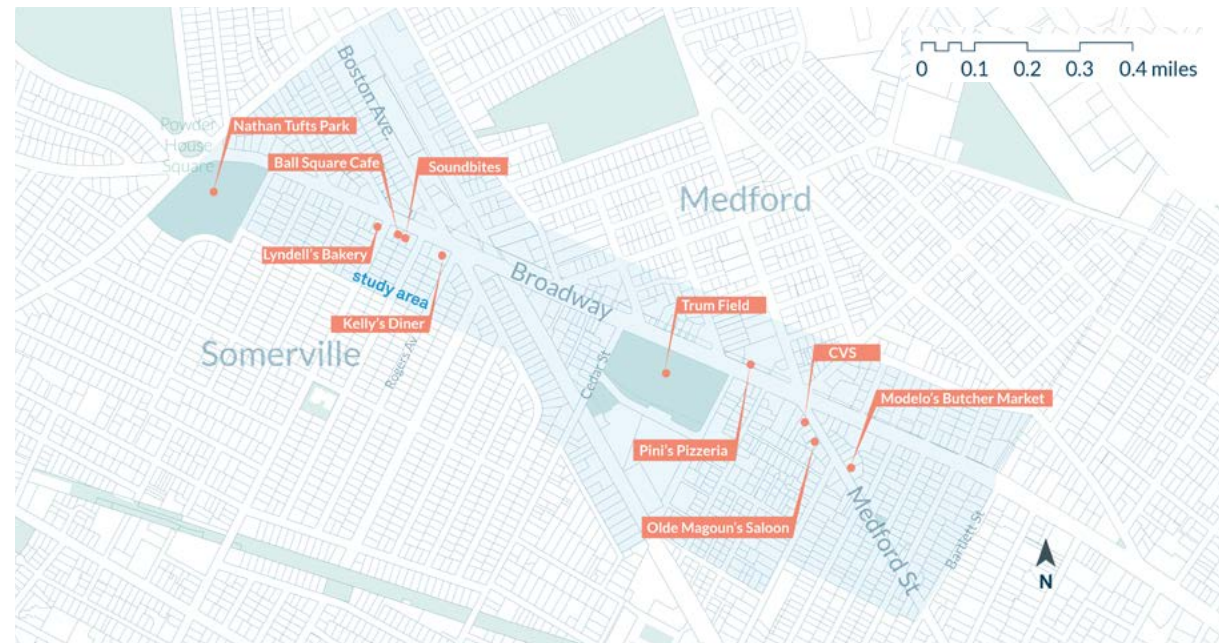 Boston Ave.
0 0.1 0.2 0.3 0.4 miles
Powder
House
Square
Nathan Tufts Park
Ball Square Cafe
Soundbites
Medford
Lyndell's Bakery
study area
Broadway
Kelly's Diner
Trum Field
Somerville
Rogers Av
Cedar St
CVS
Modelo's Butcher Market
Pini's Pizzeria
Olde Magoun's Saloon
Medford St
Bartlett St
N